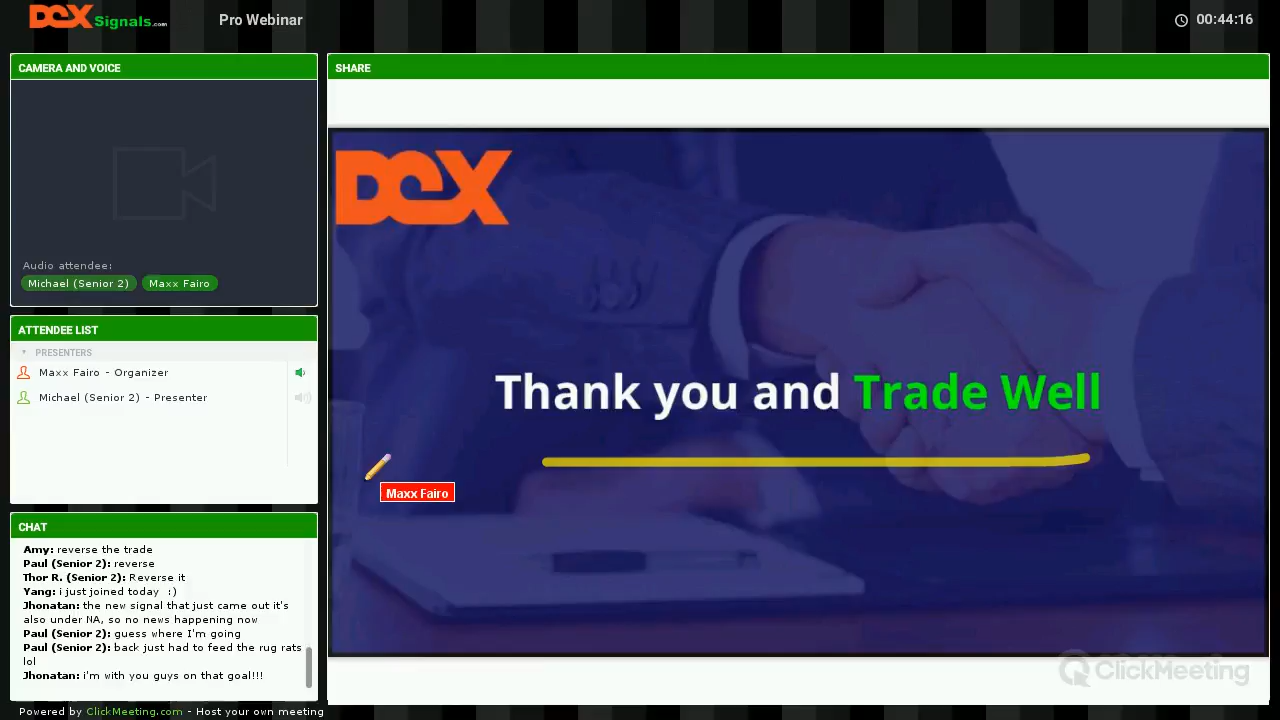 DCX Signals.com
Pro Webinar
00:44:16
CAMERA AND VOICE
Audio attendee:
Michael (Senior 2)
Maxx Fairo
ATTENDEE LIST
PRESENTERS
Maxx Fairo - Organizer
Michael (Senior 2) - Presenter
CHAT
Amy: reverse the trade
Paul (Senior 2): reverse
Thor R. (Senior 2): Reverse it
Yang: i just joined today :)
Jhonatan: the new signal that just came out it's
also under NA, so no news happening now
Paul (Senior 2): guess where I'm going
Paul (Senior 2): back just had to feed the rug rats
lol
Jhonatan: i'm with you guys on that goal!!!
Powered by ClickMeeting.com - Host your own meeting
SHARE
DCX
Thank you and Trade Well
Maxx Fairo
ClickMeeting